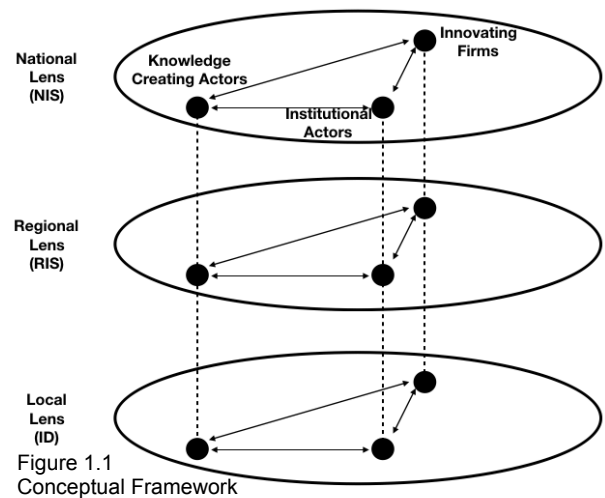 National
Lens
(NIS)
Knowledge
Creating Actors
Innovating
Firms
Institutional
Actors
Regional
Lens
(RIS)
Local
Lens
(ID)
Figure 1.1
Conceptual Framework